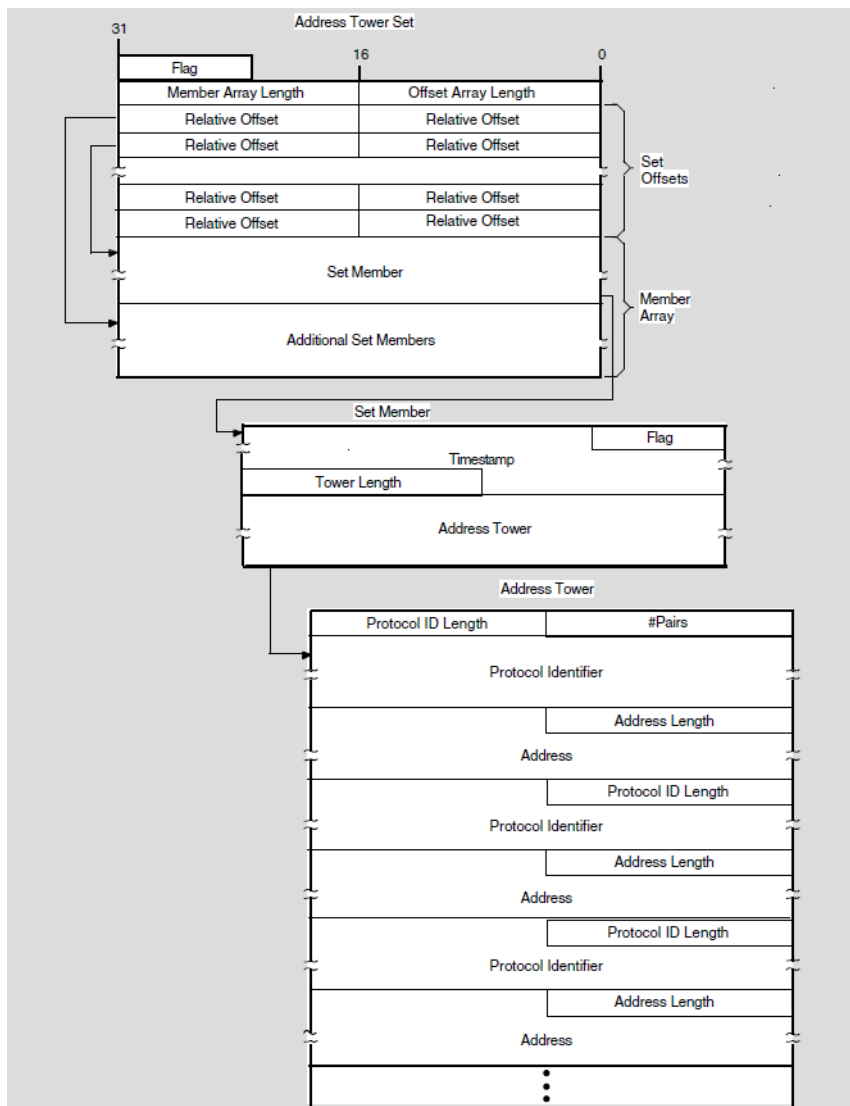 Address Tower Set
31
16
0
Flag
Member Array Length Offset Array Length
Relative Offset Relative Offset
Relative Offset Relative Offset
Set
Offsets
Relative Offset Relative Offset
Relative Offset Relative Offset
Set Member
Member
Array
Additional Set Members
Set Member
Flag
Timestamp
Tower Length
Address Tower
Address Tower
Protocol ID Length #Pairs
Protocol Identifier
Address Length
Address
Protocol ID Length
Protocol Identifier
Address Length
Address
Protocol ID Length
Protocol Identifier
Address Length
Address